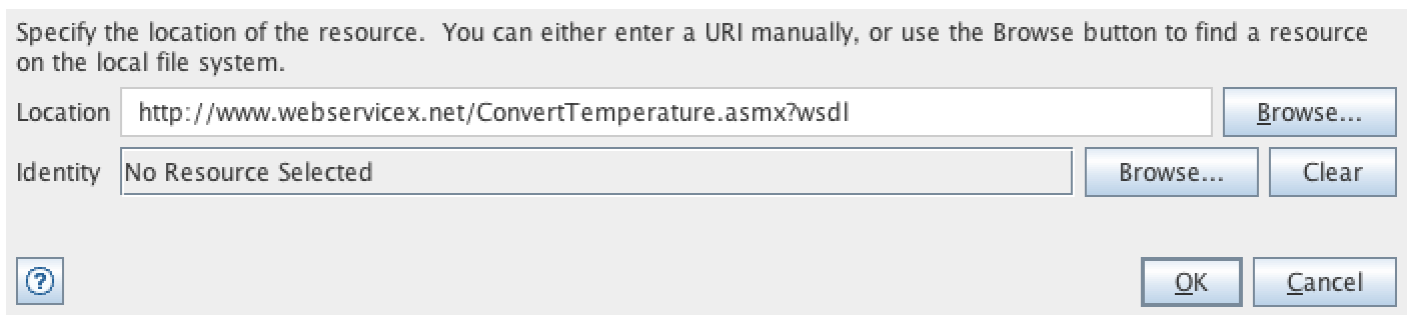 Specify the location of the resource.  You can either enter a URI manually, or use the Browse button to find a resource
on the local file system.
Location http://www.webservicex.net/ConvertTemperature.asmx?wsdl Browse...
Identity No Resource Selected Browse... Clear
? OK Cancel